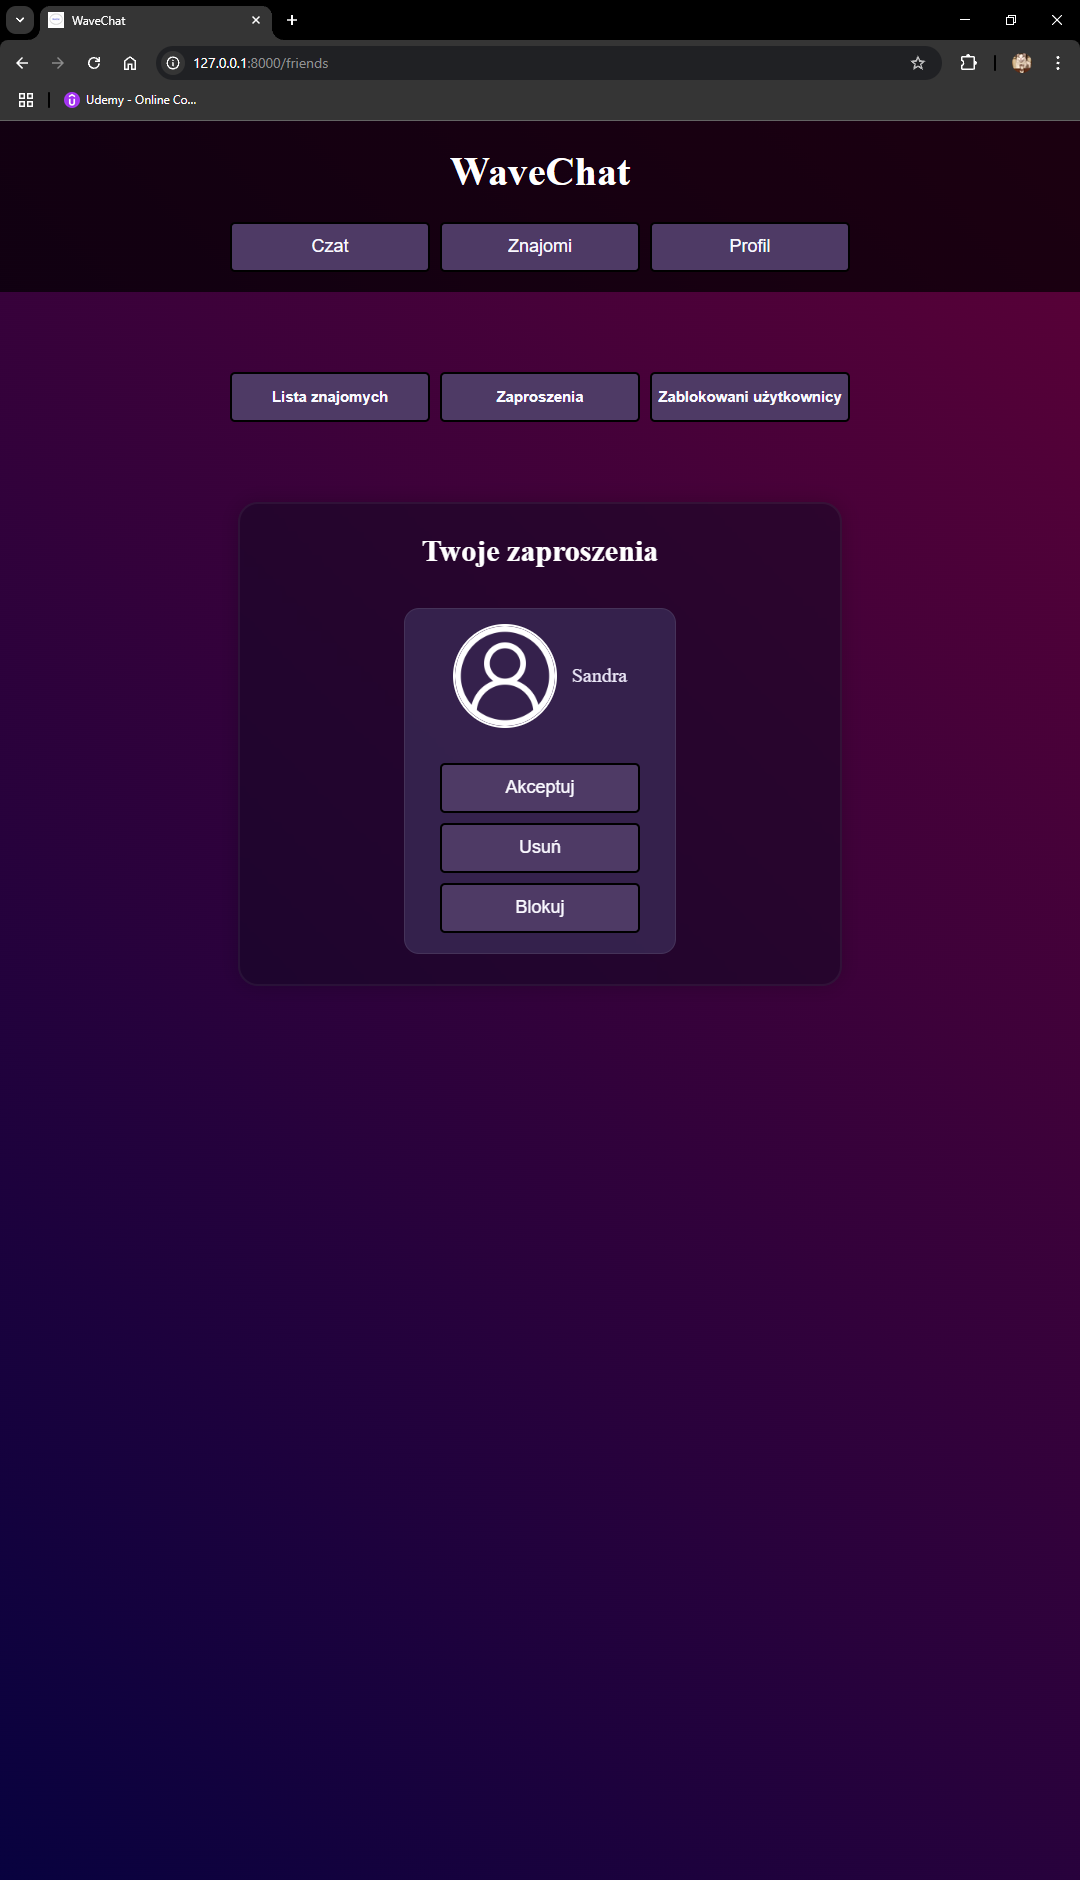 WaveChat
127.0.0.1:8000/friends
Udemy - Online Co...
WaveChat
Czat
Znajomi
Profil
Lista znajomych
Zaproszenia
Zablokowani użytkownicy
Twoje zaproszenia
Sandra
Akceptuj
Usuń
Blokuj